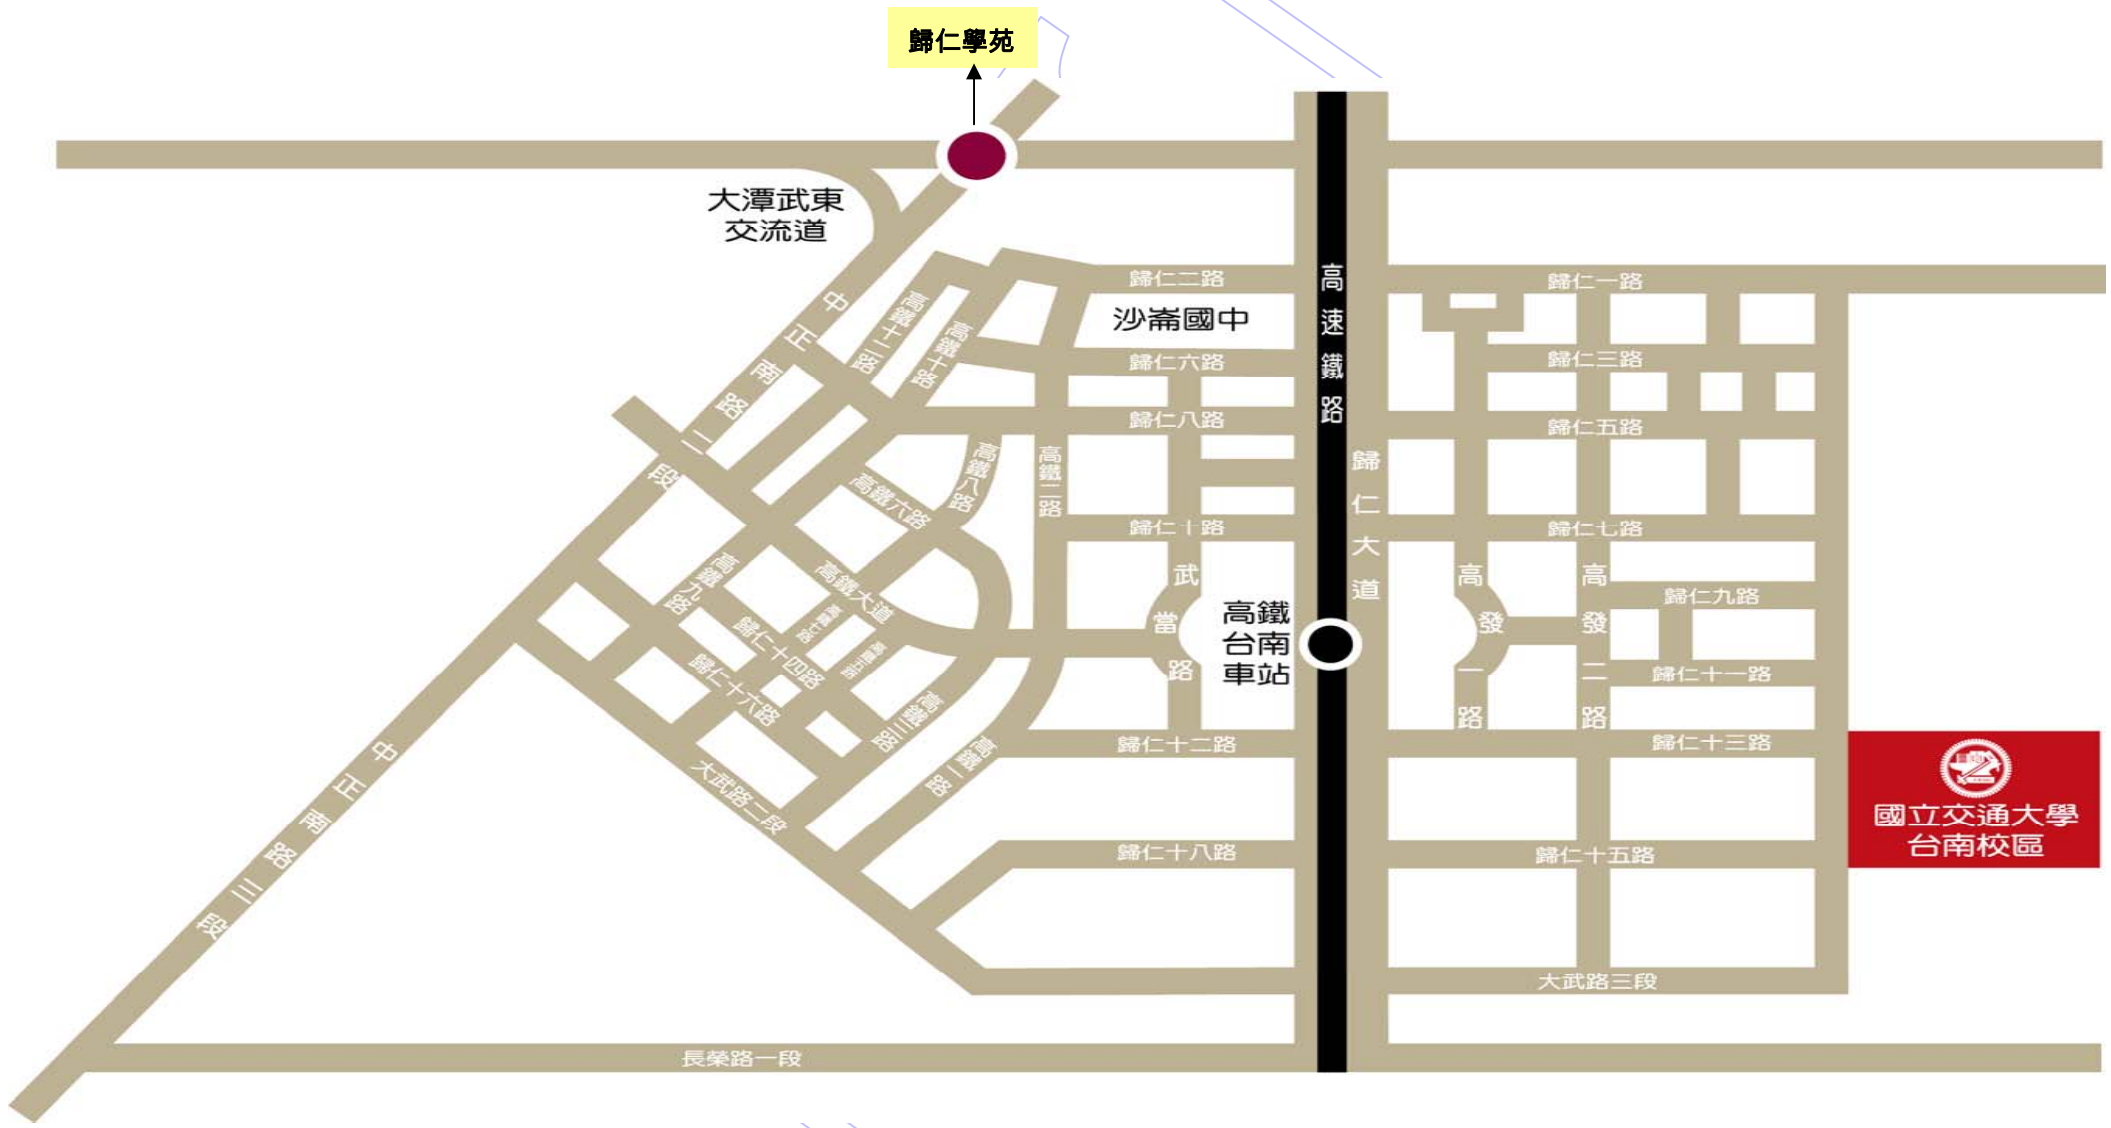 歸仁學苑
大潭武東
交流道
中正南路二段
高鐵十二路
高鐵十路
歸仁二路
沙崙國中
歸仁六路
歸仁八路
高鐵八路
高鐵六路
高鐵二路
歸仁十路
高速鐵路
歸仁大道
歸仁一路
歸仁三路
歸仁五路
歸仁七路
高鐵九路
高鐵大道
高鐵七路
高鐵五路
歸仁十四路
歸仁十六路
高鐵三路
高鐵一路
武當路
高鐵
台南
車站
高發一路
高發二路
歸仁九路
歸仁十一路
歸仁十二路
歸仁十三路
大武路二段
中正南路三段
歸仁十八路
歸仁十五路
國立交通大學
台南校區
大武路三段
長榮路一段